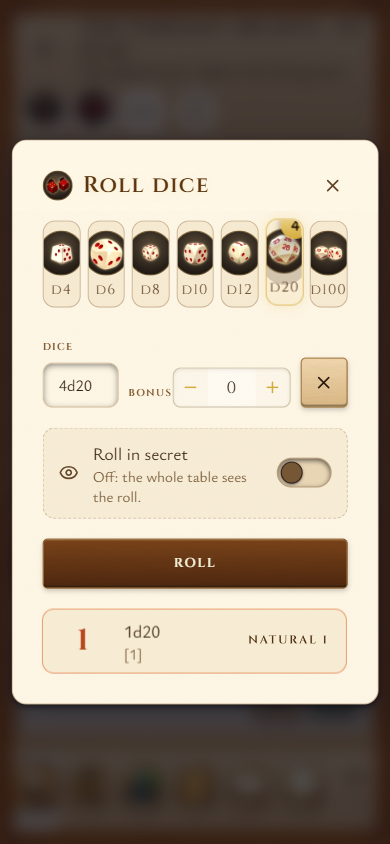 Roll dice
4
D4 D6 D8 D10 D12 D20 D100
DICE
4d20
BONUS
0
Roll in secret
Off: the whole table sees
the roll.
ROLL
1
1d20
[1]
NATURAL 1